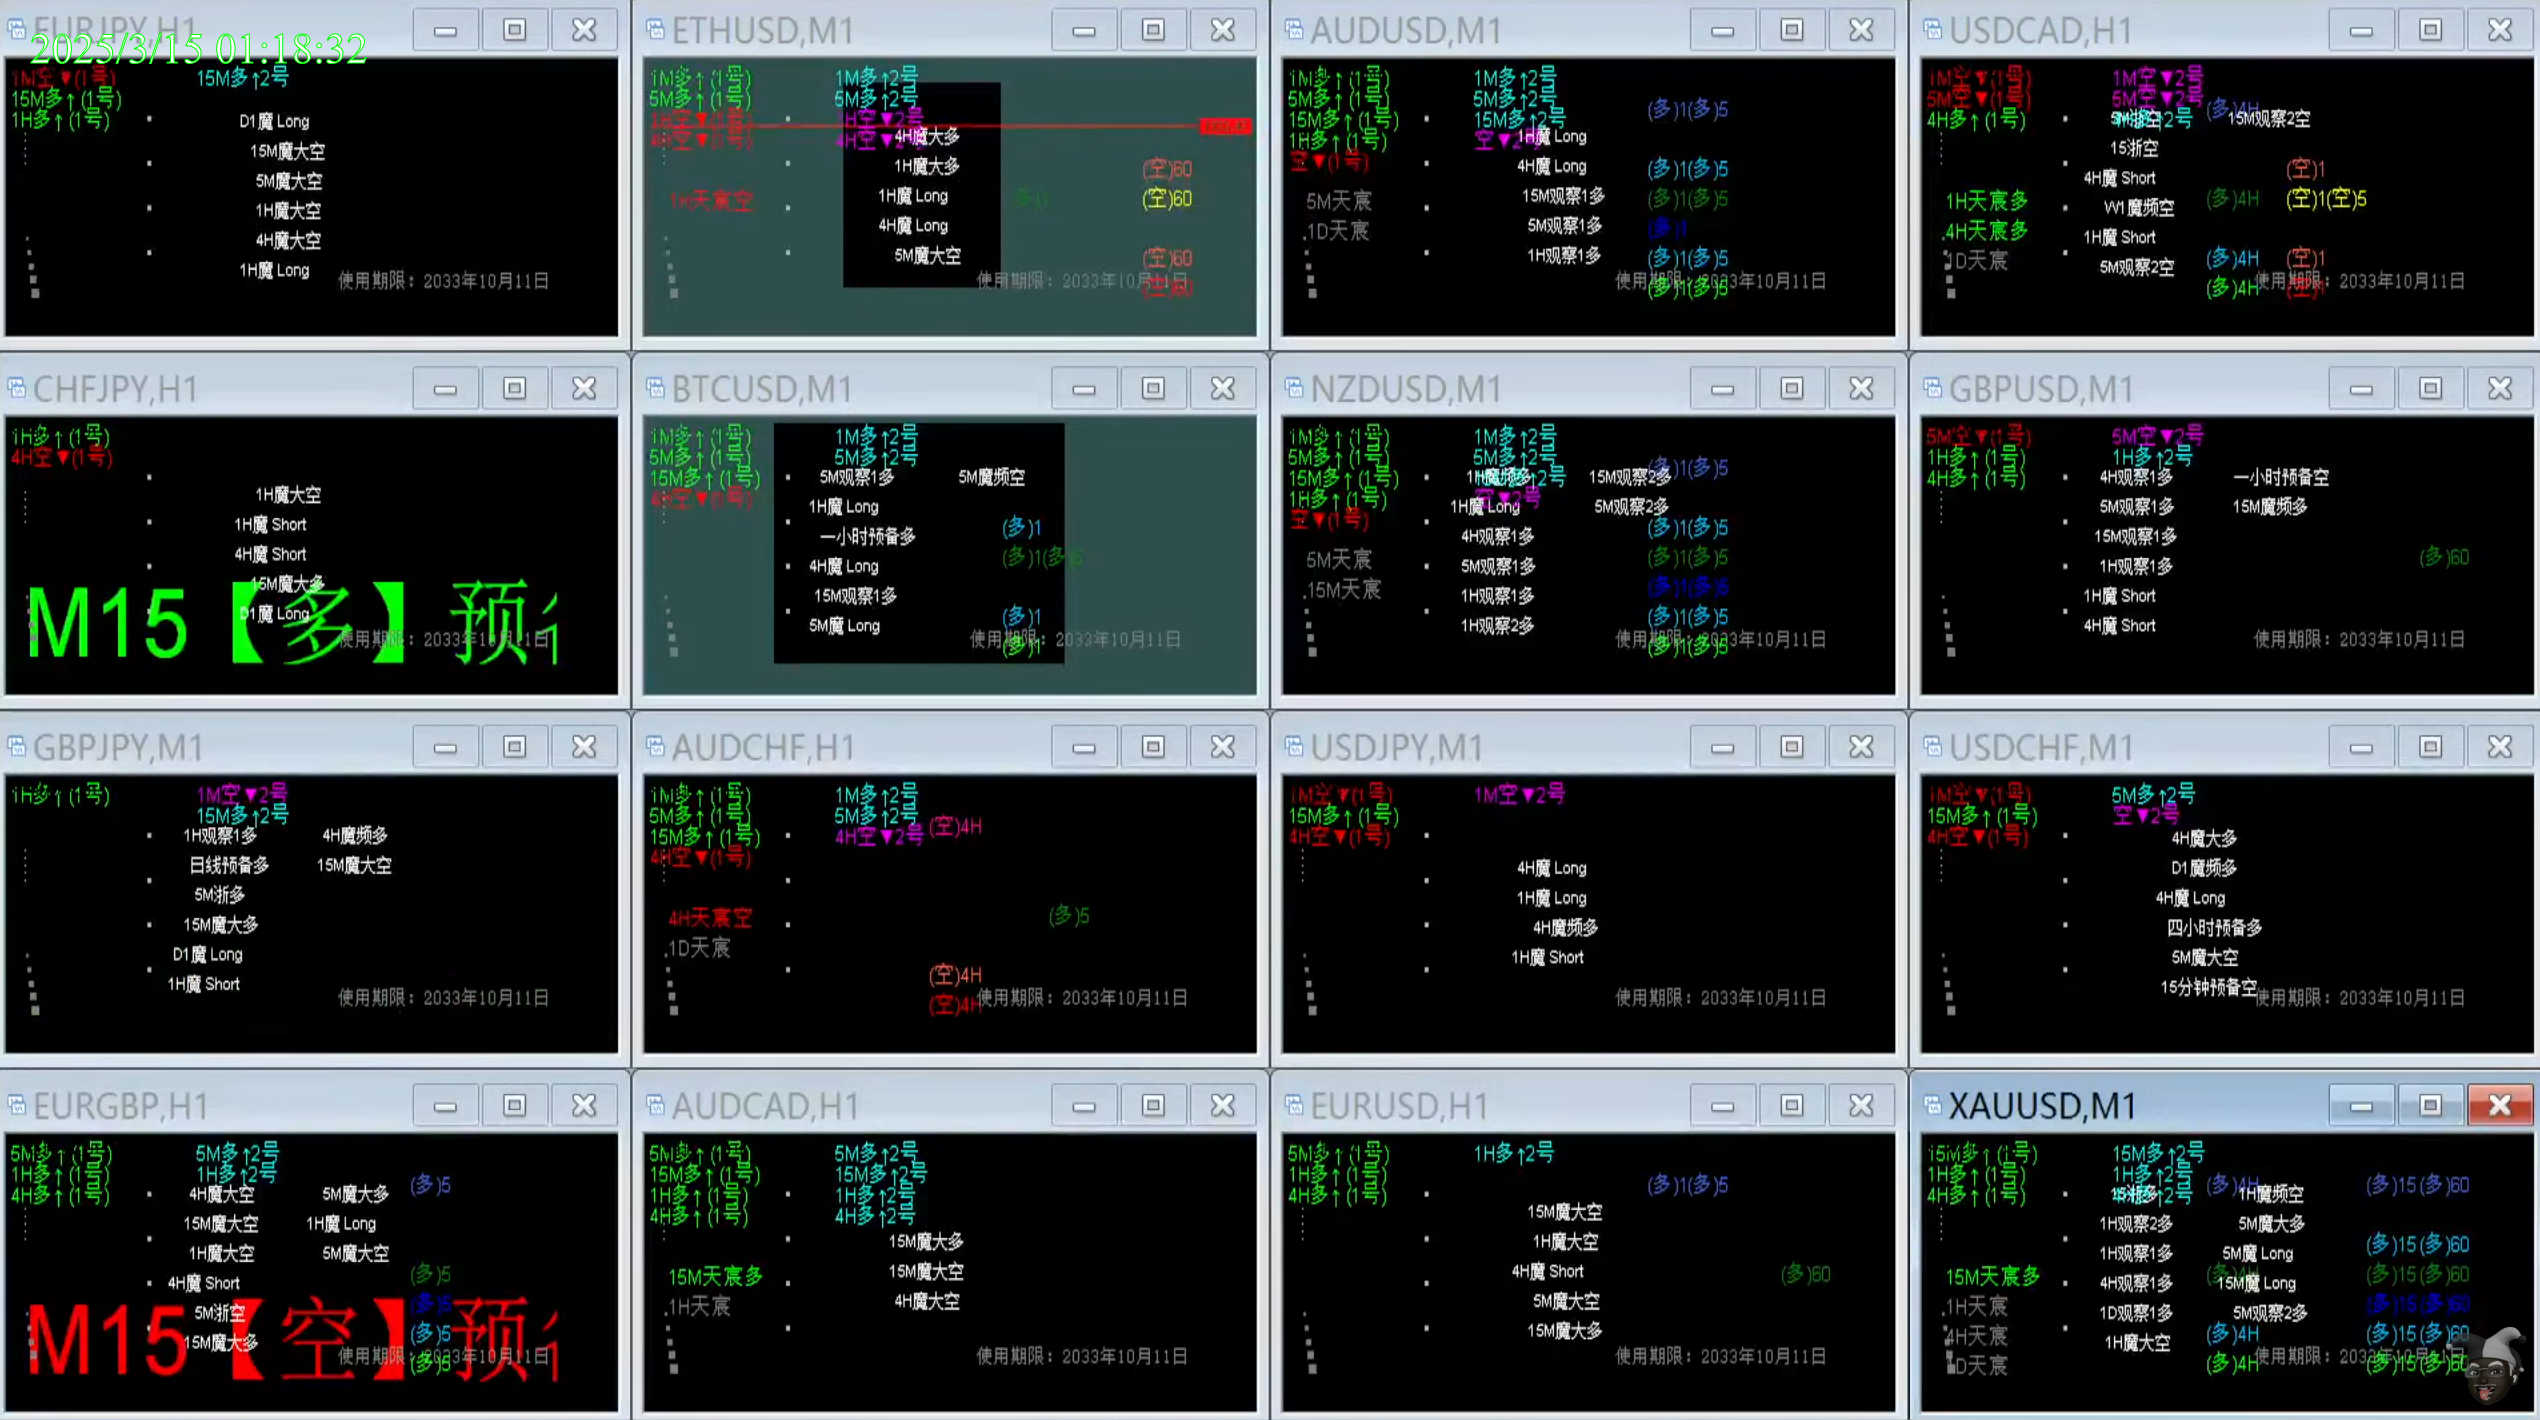 EURJPY,H1
2025/3/15 01:18:32
1M空▼(1号)
15M多↑2号
15M多↑(1号)
1H多↑(1号)
D1魔 Long
15M魔大空
5M魔大空
1H魔大空
4H魔大空
1H魔 Long
使用期限：2033年10月11日
ETHUSD,M1
1M多↑(1号)
1M多↑2号
5M多↑(1号)
5M多↑2号
1H空▼(1号)
1H空▼2号
4H空▼(1号)
4H空▼2号
4H魔大多
1H魔大多
(空)60
1H天宸空
1H魔 Long
(空)60
4H魔 Long
5M魔大空
(空)60
使用期限：2033年10月11日
(空)60
AUDUSD,M1
1M多↑(1号)
1M多↑2号
5M多↑(1号)
5M多↑2号
(多)1(多)5
15M多↑(1号)
15M多↑2号
1H多↑(1号)
空▼2号
1H魔 Long
空▼(1号)
4H魔 Long
(多)1(多)5
5M天宸
15M观察1多
(多)1(多)5
1D天宸
5M观察1多
(多)1
1H观察1多
(多)1(多)5
使用期限：2033年10月11日
(多)1(多)5
USDCAD,H1
1M空▼(1号)
1M空▼2号
5M空▼(1号)
5M空▼2号
(多)4H
4H多↑(1号)
4H多↑2号
5M浙空
15M观察2空
15浙空
4H魔 Short
(空)1
1H天宸多
W1魔频空
(多)4H
(空)1(空)5
4H天宸多
1H魔 Short
1D天宸
5M观察2空
(多)4H
(空)1
使用期限：2033年10月11日
(多)4H
(空)1
CHFJPY,H1
1H多↑(1号)
4H空▼(1号)
1H魔大空
1H魔 Short
4H魔 Short
15M魔大多
D1魔 Long
M15【多】预
使用期限：2033年10月11日
BTCUSD,M1
1M多↑(1号)
1M多↑2号
5M多↑(1号)
5M多↑2号
15M多↑(1号)
4H空▼(1号)
5M观察1多
5M魔频空
1H魔 Long
一小时预备多
(多)1
4H魔 Long
(多)1(多)5
15M观察1多
5M魔 Long
(多)1
(多)1
使用期限：2033年10月11日
NZDUSD,M1
1M多↑(1号)
1M多↑2号
5M多↑(1号)
5M多↑2号
(多)1(多)5
15M多↑(1号)
15M多↑2号
1H魔频多
15M观察2多
1H多↑(1号)
空▼2号
1H魔 Long
5M观察2多
空▼(1号)
4H观察1多
(多)1(多)5
5M天宸
5M观察1多
(多)1(多)5
15M天宸
1H观察1多
(多)1(多)5
1H观察2多
(多)1(多)5
使用期限：2033年10月11日
(多)1(多)5
GBPUSD,M1
5M空▼(1号)
5M空▼2号
1H多↑(1号)
1H多↑2号
4H多↑(1号)
4H观察1多
一小时预备空
5M观察1多
15M魔频多
15M观察1多
1H观察1多
(多)60
1H魔 Short
4H魔 Short
使用期限：2033年10月11日
GBPJPY,M1
1H多↑(1号)
1M空▼2号
15M多↑2号
1H观察1多
4H魔频多
日线预备多
15M魔大空
5M浙多
15M魔大多
D1魔 Long
1H魔 Short
使用期限：2033年10月11日
AUDCHF,H1
1M多↑(1号)
1M多↑2号
5M多↑(1号)
5M多↑2号
15M多↑(1号)
4H空▼2号
(空)4H
4H空▼(1号)
4H天宸空
(多)5
1D天宸
(空)4H
(空)4H
使用期限：2033年10月11日
USDJPY,M1
1M空▼(1号)
1M空▼2号
15M多↑(1号)
4H空▼(1号)
4H魔 Long
1H魔 Long
4H魔频多
1H魔 Short
使用期限：2033年10月11日
USDCHF,M1
1M空▼(1号)
5M多↑2号
15M多↑(1号)
空▼2号
4H空▼(1号)
4H魔大多
D1魔频多
4H魔 Long
四小时预备多
5M魔大空
15分钟预备空
使用期限：2033年10月11日
EURGBP,H1
5M多↑(1号)
5M多↑2号
1H多↑(1号)
1H多↑2号
4H多↑(1号)
4H魔大空
5M魔大多
(多)5
15M魔大空
1H魔 Long
1H魔大空
5M魔大空
4H魔 Short
(多)5
5M浙空
(多)5
15M魔大多
(多)5
M15【空】预
使用期限：2033年10月11日
(多)5
AUDCAD,H1
5M多↑(1号)
5M多↑2号
15M多↑(1号)
15M多↑2号
1H多↑(1号)
1H多↑2号
4H多↑(1号)
4H多↑2号
15M魔大多
15M天宸多
15M魔大空
1H天宸
4H魔大空
使用期限：2033年10月11日
EURUSD,H1
5M多↑(1号)
1H多↑2号
1H多↑(1号)
4H多↑(1号)
(多)1(多)5
15M魔大空
1H魔大空
4H魔 Short
(多)60
5M魔大空
15M魔大多
使用期限：2033年10月11日
XAUUSD,M1
15M多↑(1号)
15M多↑2号
1H多↑(1号)
1H多↑2号
4H多↑(1号)
4H多↑2号
(多)4H
(多)15(多)60
15浙多
1H魔频空
1H观察2多
5M魔大多
1H观察1多
5M魔 Long
(多)15(多)60
15M天宸多
4H观察1多
(多)4H
15M魔 Long
(多)15(多)60
1H天宸
1D观察1多
5M观察2多
(多)15(多)60
4H天宸
1H魔大空
(多)4H
(多)15(多)60
1D天宸
(多)4H
使用期限：2033年10月11日
(多)15(多)60